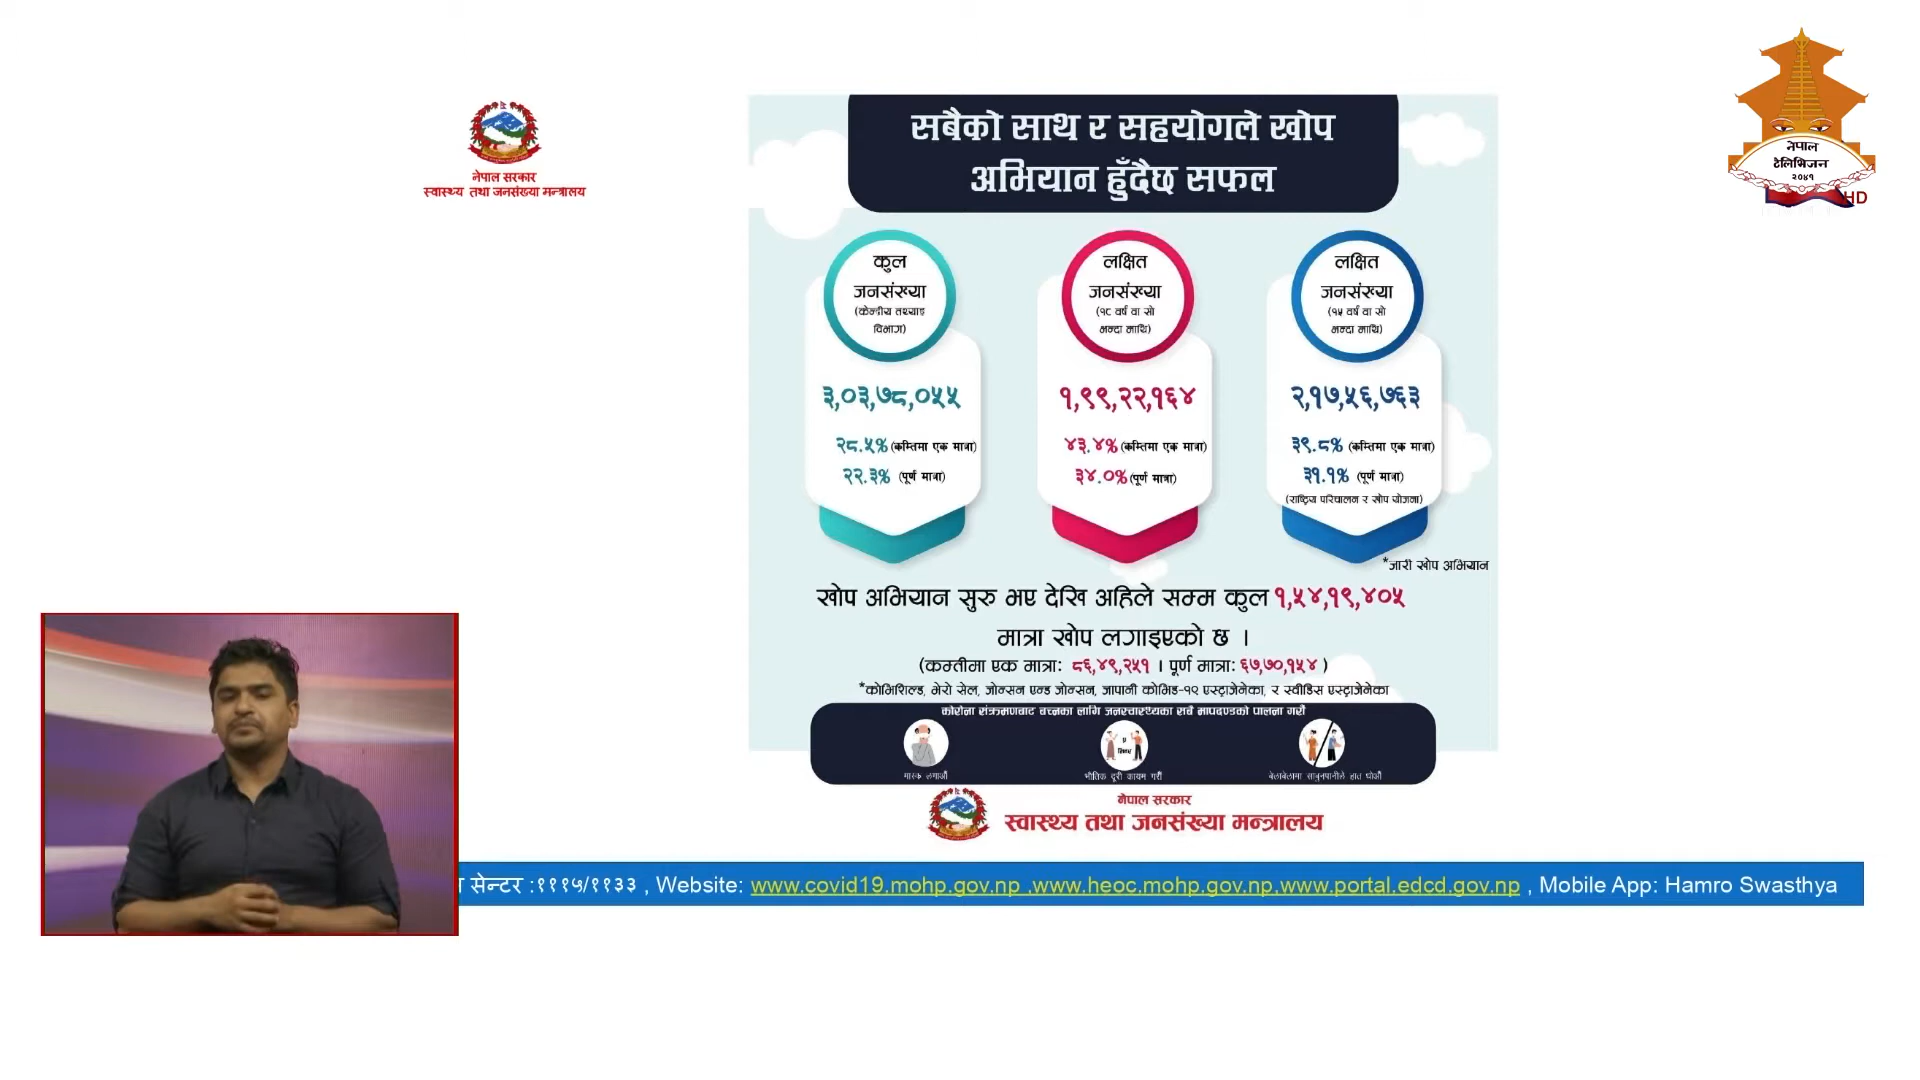 नेपाल सरकार
स्वास्थ्य तथा जनसंख्या मन्त्रालय
सबैको साथ र सहयोगले खोप
अभियान हुँदैछ सफल
नेपाल
टेलिभिजन
२०४१
HD
कुल
जनसंख्या
(केन्द्रीय तथ्याङ्क
विभाग)
३,०३,७८,०५५
२८.५% (कम्तिमा एक मात्रा)
२२.३% (पूर्ण मात्रा)
लक्षित
जनसंख्या
(१८ वर्ष वा सो
भन्दा माथि)
१,९९,२२,१६४
४३.४% (कम्तिमा एक मात्रा)
३४.०% (पूर्ण मात्रा)
लक्षित
जनसंख्या
(१५ वर्ष वा सो
भन्दा माथि)
२,१७,५६,७६३
३९.८% (कम्तिमा एक मात्रा)
३१.१% (पूर्ण मात्रा)
(राष्ट्रिय परिचालन र खोप योजना)
*जारी खोप अभियान
खोप अभियान सुरु भए देखि अहिले सम्म कुल १,५४,१९,४०५
मात्रा खोप लगाइएको छ ।
(कम्तीमा एक मात्रा: ८६,४९,२५१ । पूर्ण मात्रा: ६७,७०,१५४ )
*कोभिशिल्ड, भेरो सेल, जोन्सन एन्ड जोन्सन, जापानी कोभिड-१९ एस्ट्राजेनेका, र स्वीडिस एस्ट्राजेनेका
कोरोना संक्रमणबाट बच्नका लागि जनस्वास्थ्यका सबै मापदण्डको पालना गरौं
मास्क लगाऔं
भौतिक दूरी कायम गरौं
बेलाबेलामा साबुनपानीले हात धोऔं
नेपाल सरकार
स्वास्थ्य तथा जनसंख्या मन्त्रालय
सेन्टर :१११५/११३३ , Website: www.covid19.mohp.gov.np ,www.heoc.mohp.gov.np,www.portal.edcd.gov.np , Mobile App: Hamro Swasthya